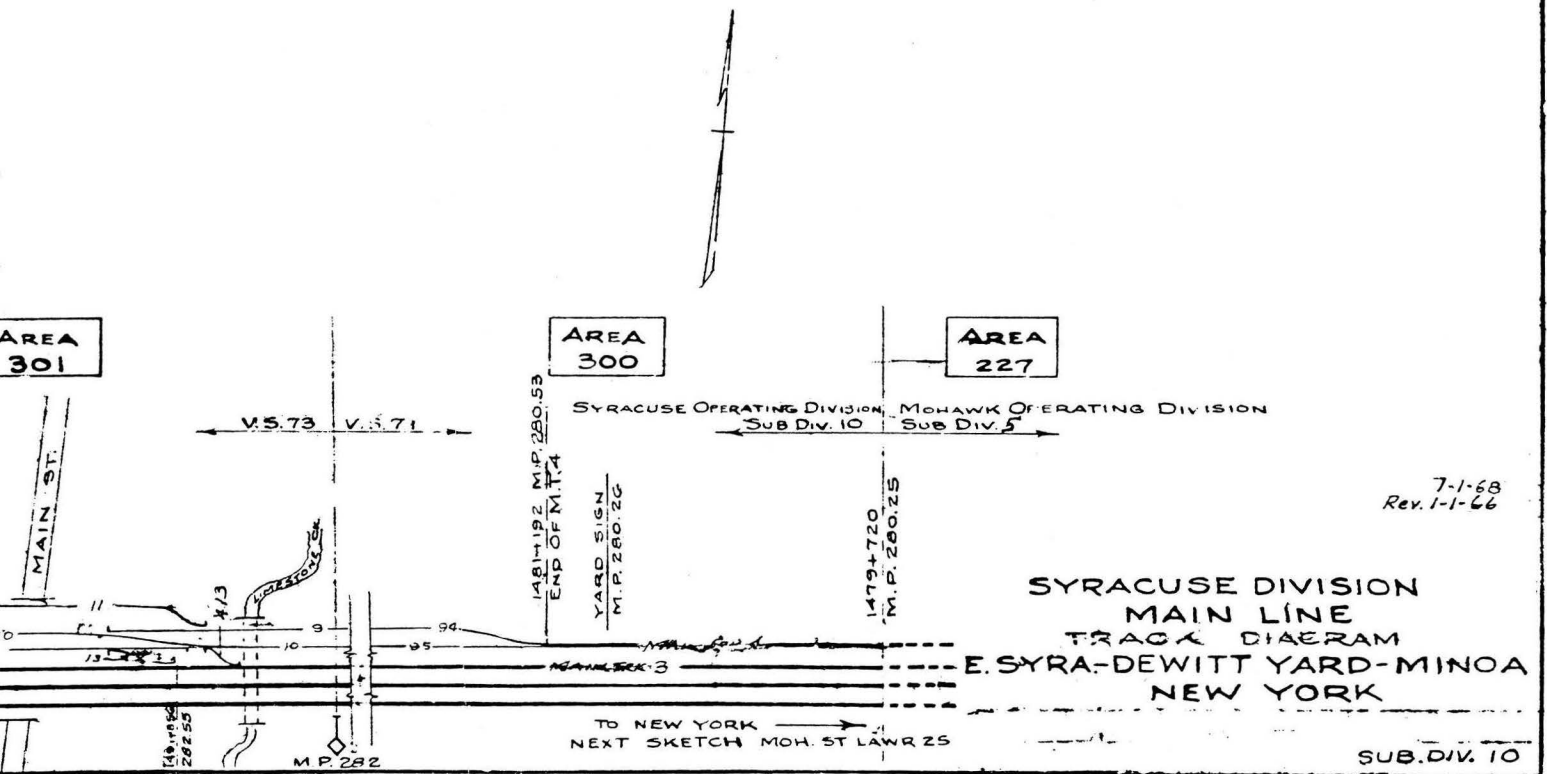 AREA
301
AREA
300
AREA
227
V.S.73 V.S.71
SYRACUSE OPERATING DIVISION MOHAWK OPERATING DIVISION
SUB DIV. 10 SUB DIV. 5
MAIN ST.
LIMESTONE CK
1481+192 M.P. 280.53
END OF M.T.4
YARD SIGN
M.P. 280.26
1479+720
M.P. 280.25
7-1-68
Rev. 1-1-66
11
9 94
10 95
13
3
SYRACUSE DIVISION
MAIN LINE
TRACK DIAGRAM
E. SYRA-DEWITT YARD-MINOA
NEW YORK
282.55
M.P. 282
TO NEW YORK
NEXT SKETCH MOH. ST LAWR 25
SUB. DIV. 10